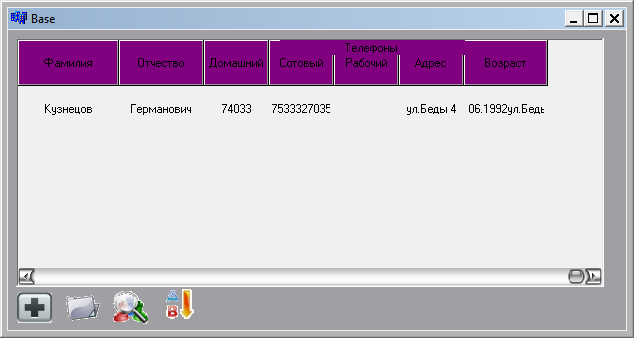 Base
Телефоны
Фамилия Отчество Домашний Сотовый Рабочий Адрес Возраст
Кузнецов Германович 74033 7533327035 ул.Беды 4 06.1992ул.Беды
A
B